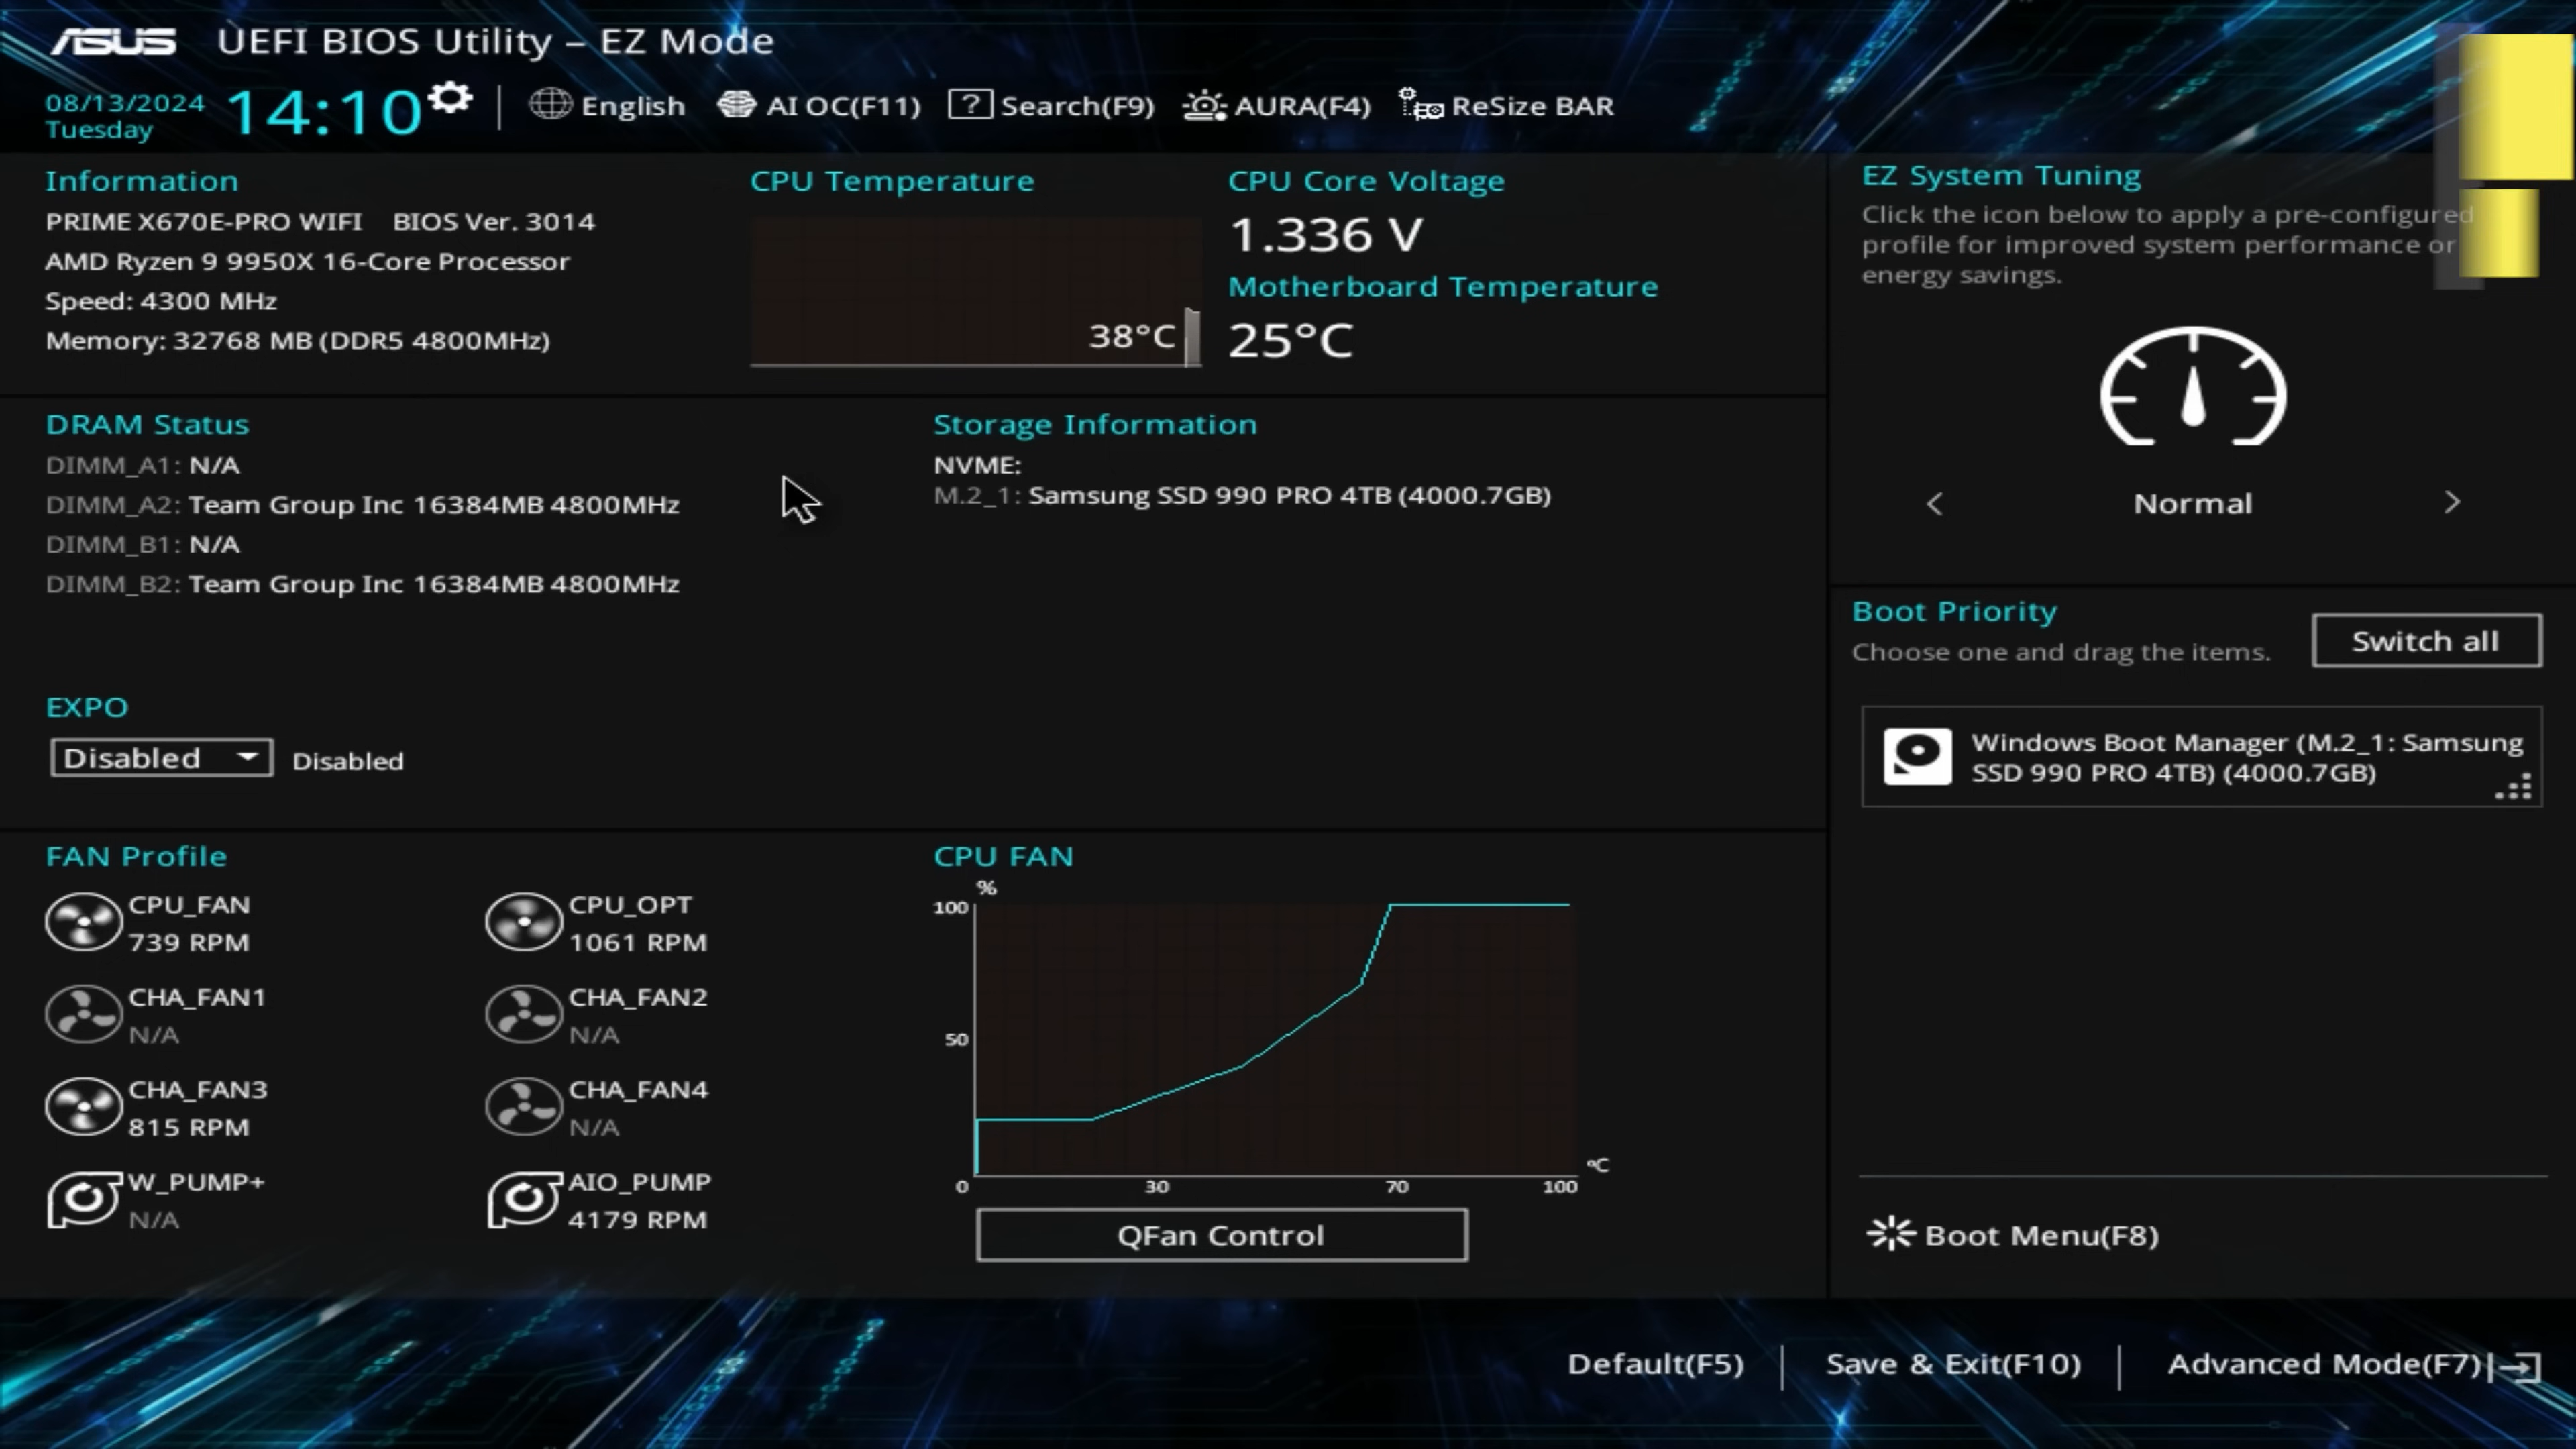 ASUS UEFI BIOS Utility – EZ Mode
08/13/2024
Tuesday
14:10
English
AI OC(F11)
? Search(F9)
AURA(F4)
ReSize BAR
Information
PRIME X670E-PRO WIFI BIOS Ver. 3014
AMD Ryzen 9 9950X 16-Core Processor
Speed: 4300 MHz
Memory: 32768 MB (DDR5 4800MHz)
CPU Temperature
38°C
CPU Core Voltage
1.336 V
Motherboard Temperature
25°C
EZ System Tuning
Click the icon below to apply a pre-configured
profile for improved system performance or
energy savings.
Normal
DRAM Status
DIMM_A1: N/A
DIMM_A2: Team Group Inc 16384MB 4800MHz
DIMM_B1: N/A
DIMM_B2: Team Group Inc 16384MB 4800MHz
Storage Information
NVME:
M.2_1: Samsung SSD 990 PRO 4TB (4000.7GB)
EXPO
Disabled Disabled
Boot Priority
Choose one and drag the items.
Switch all
Windows Boot Manager (M.2_1: Samsung
SSD 990 PRO 4TB) (4000.7GB)
FAN Profile
CPU_FAN
739 RPM
CPU_OPT
1061 RPM
CHA_FAN1
N/A
CHA_FAN2
N/A
CHA_FAN3
815 RPM
CHA_FAN4
N/A
W_PUMP+
N/A
AIO_PUMP
4179 RPM
CPU FAN
%
100
50
0 30 70 100
°C
QFan Control
Boot Menu(F8)
Default(F5)
Save & Exit(F10)
Advanced Mode(F7)